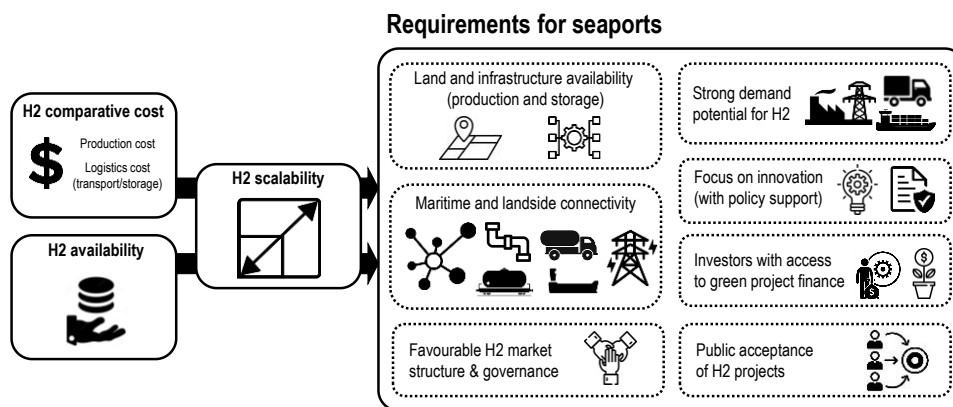 Requirements for seaports
H2 comparative cost
$
Production cost
Logistics cost
(transport/storage)
H2 availability
H2 scalability
Land and infrastructure availability
(production and storage)
Maritime and landside connectivity
Favourable H2 market
structure & governance
Strong demand
potential for H2
Focus on innovation
(with policy support)
Investors with access
to green project finance
$
$
Public acceptance
of H2 projects